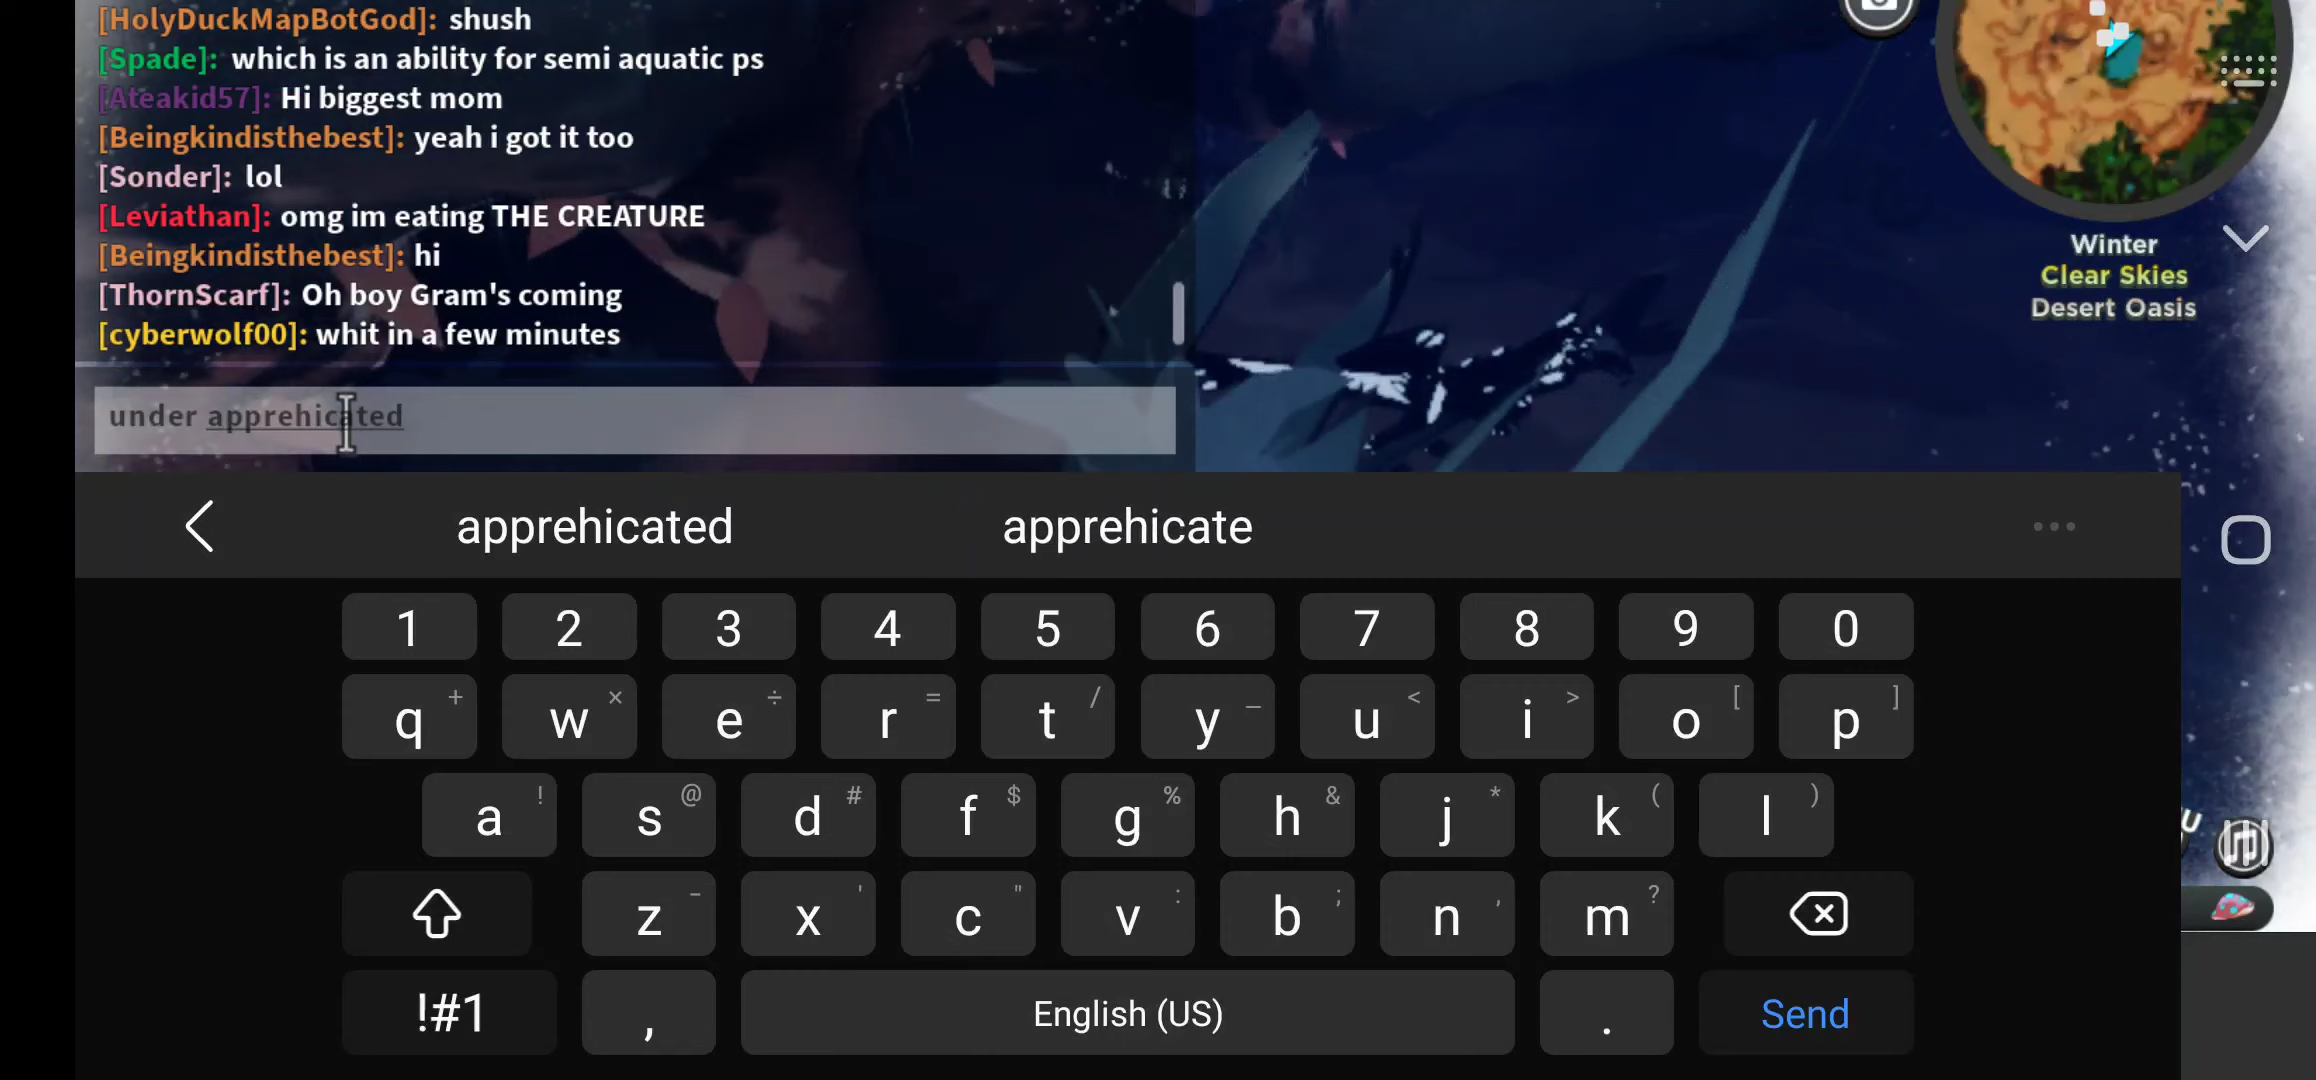 [HolyDuckMapBotGod]: shush
[Spade]: which is an ability for semi aquatic ps
[Ateakid57]: Hi biggest mom
[Beingkindisthebest]: yeah i got it too
[Sonder]: lol
[Leviathan]: omg im eating THE CREATURE
[Beingkindisthebest]: hi
[ThornScarf]: Oh boy Gram's coming
[cyberwolf00]: whit in a few minutes
Winter
Clear Skies
Desert Oasis
under apprehicated
apprehicated apprehicate ...
1 2 3 4 5 6 7 8 9 0
q + w × e ÷ r = t / y _ u < i > o [ p ]
a ! s @ d # f $ g % h & j * k ( l )
z - x ' c " v : b ; n , m ?
!#1 , English (US) . Send